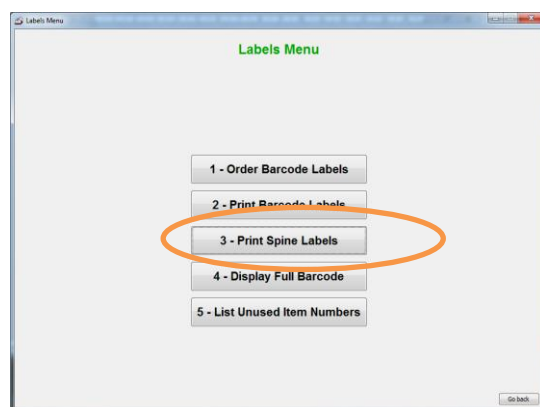 Labels Menu
Labels Menu
1 - Order Barcode Labels
2 - Print Barcode Labels
3 - Print Spine Labels
4 - Display Full Barcode
5 - List Unused Item Numbers
Go back